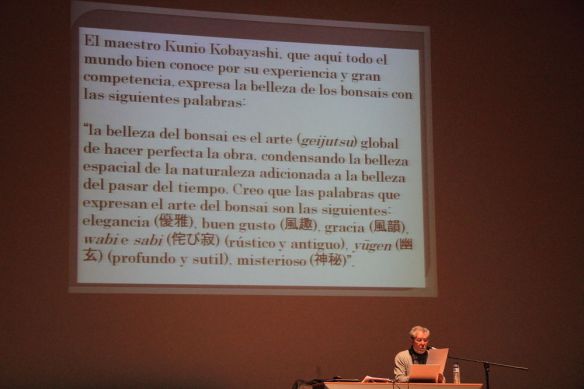 El maestro Kunio Kobayashi, que aquí todo el
mundo bien conoce por su experiencia y gran
competencia, expresa la belleza de los bonsais con
las siguientes palabras:
“la belleza del bonsai es el arte (geijutsu) global
de hacer perfecta la obra, condensando la belleza
espacial de la naturaleza adicionada a la belleza
del pasar del tiempo. Creo que las palabras que
expresan el arte del bonsai son las siguientes:
elegancia (優雅), buen gusto (風趣), gracia (風韻),
wabi e sabi (侘び寂) (rústico y antiguo), yūgen (幽
玄) (profundo y sutil), misterioso (神秘)”.